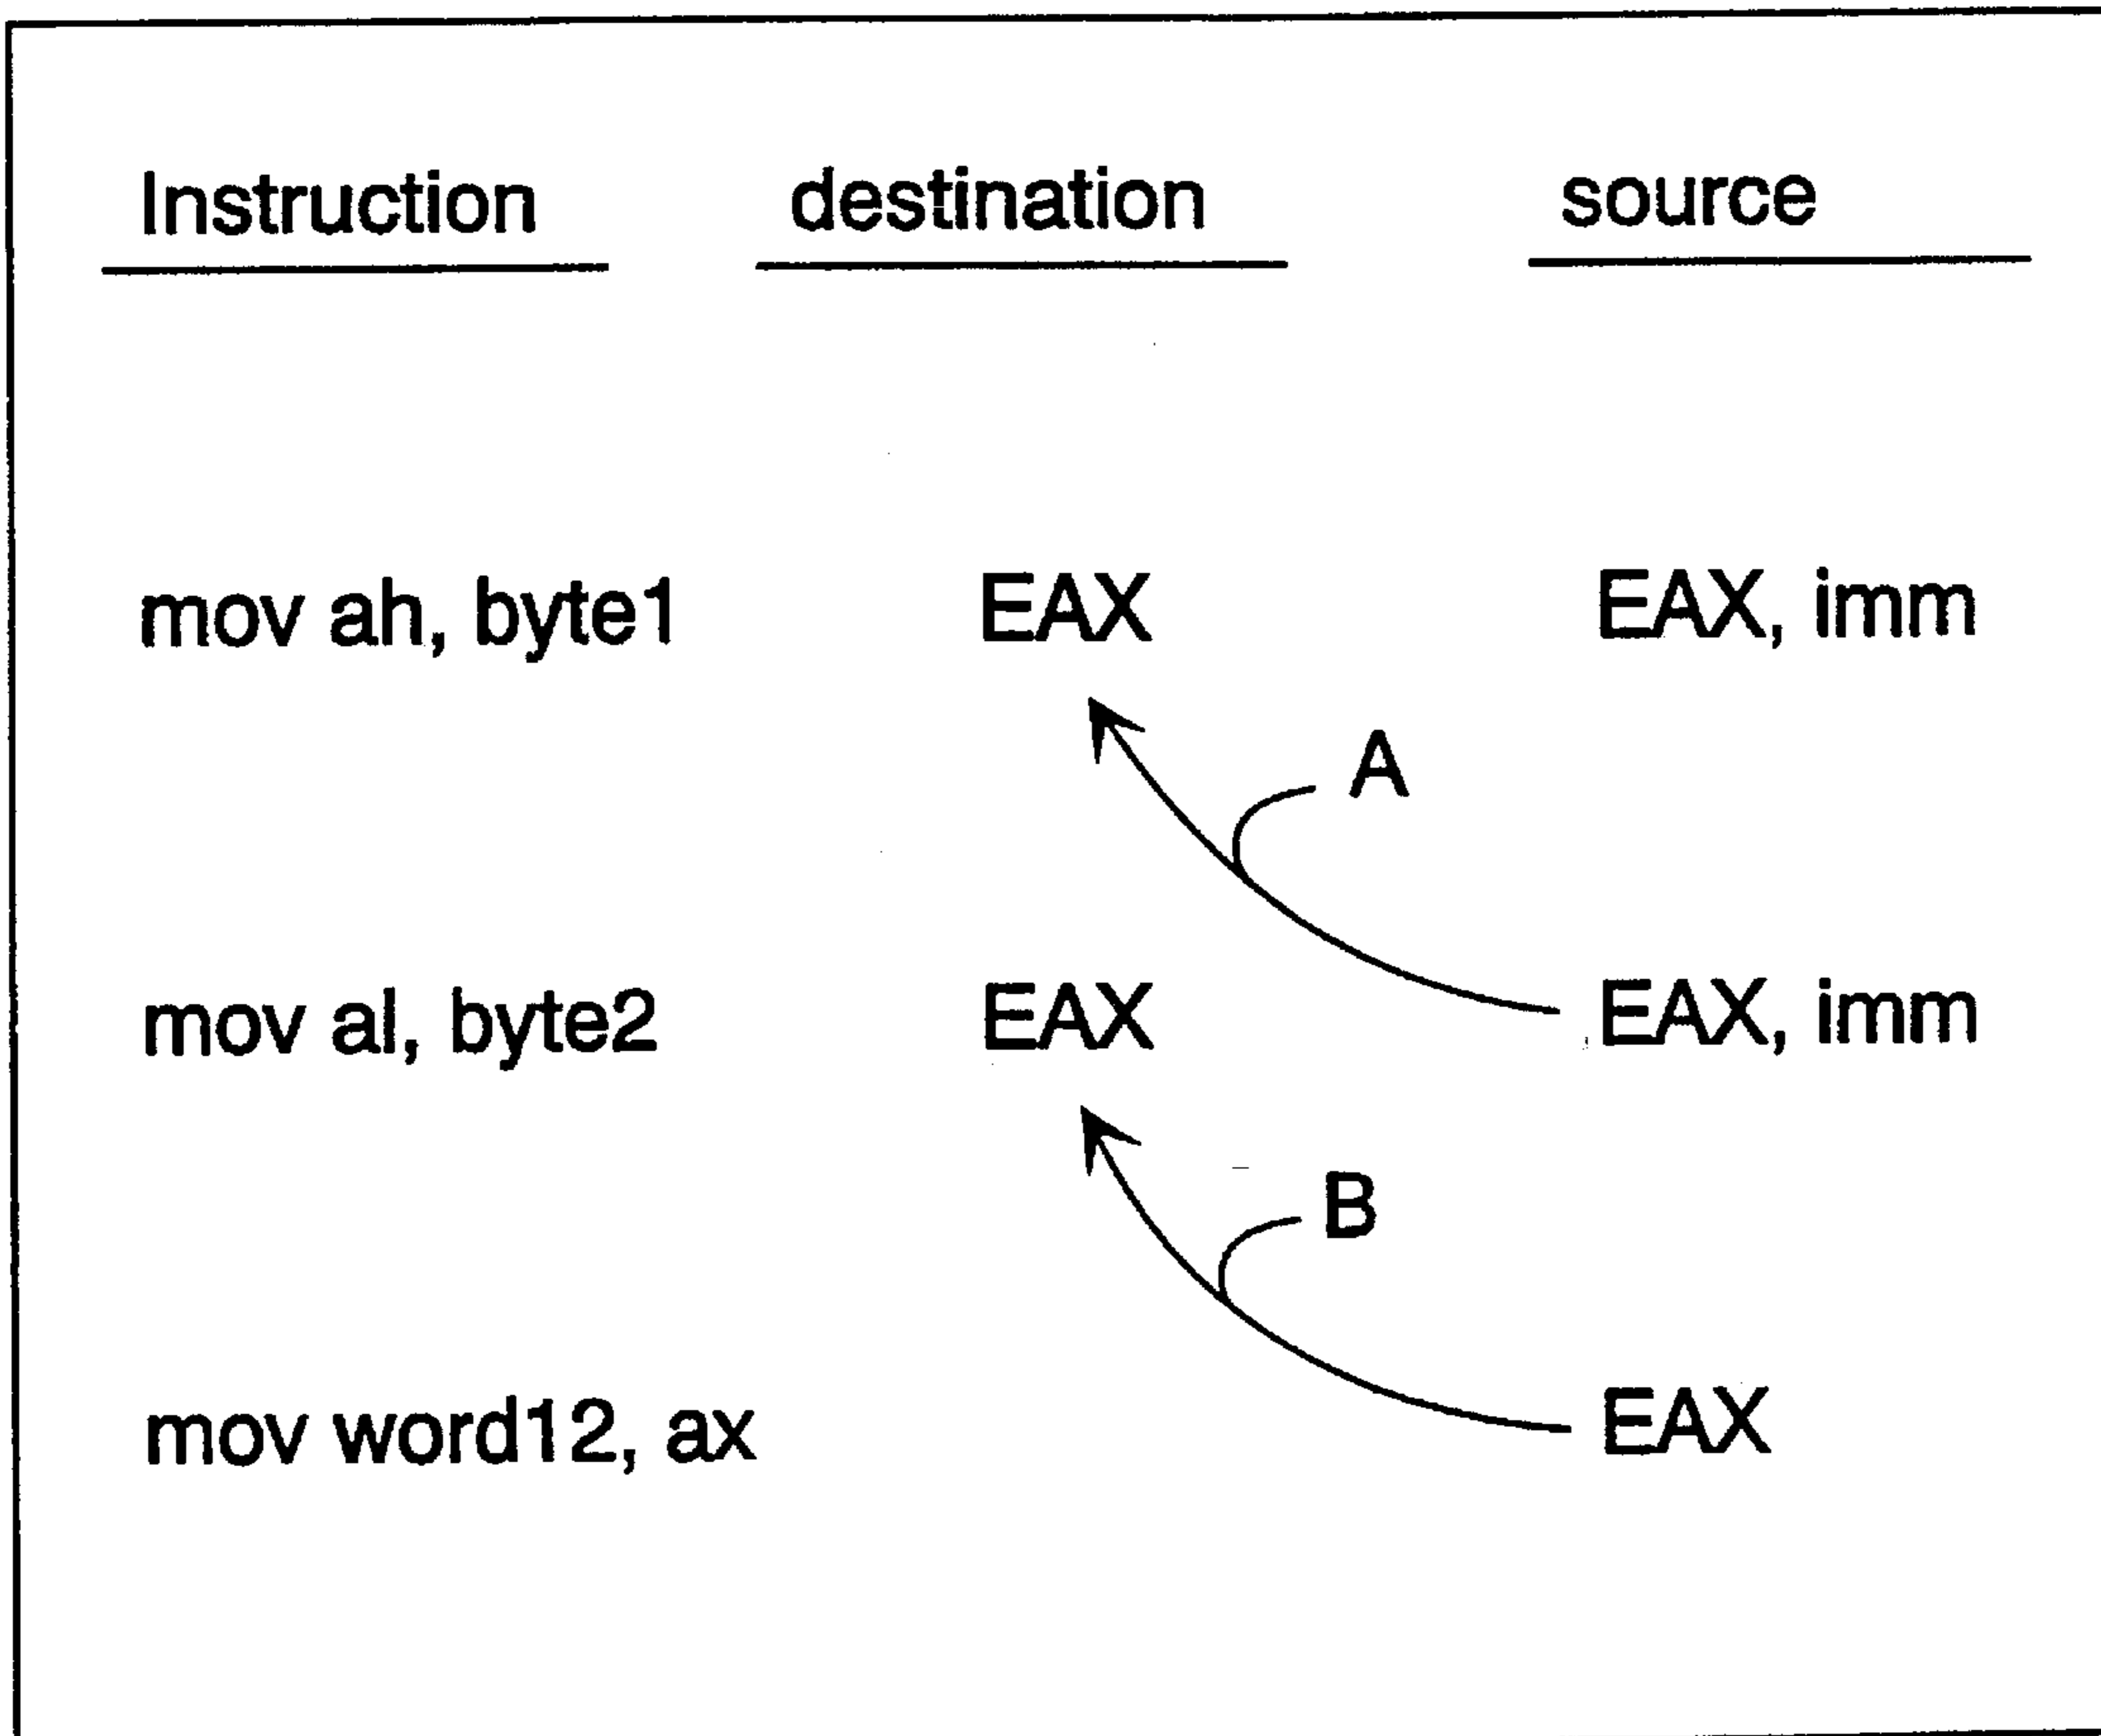 Instruction destination source
mov ah, byte1 EAX EAX, imm
A
mov al, byte2 EAX EAX, imm
B
mov word12, ax EAX